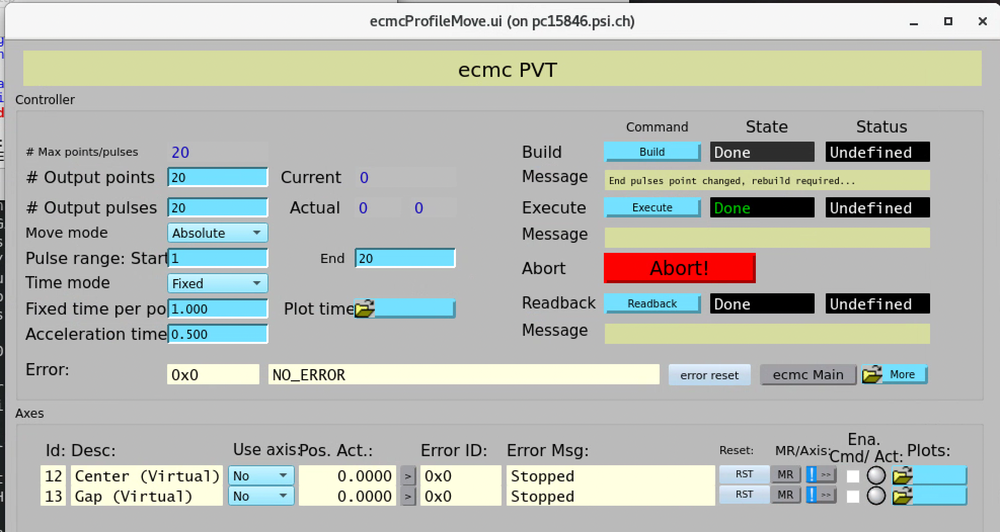 ecmcProfileMove.ui (on pc15846.psi.ch)
ecmc PVT
Controller
Command State Status
# Max points/pulses 20
Build Build Done Undefined
# Output points 20 Current 0
Message End pulses point changed, rebuild required...
# Output pulses 20 Actual 0 0
Execute Execute Done Undefined
Move mode Absolute
Message
Pulse range: Start 1 End 20
Abort Abort!
Time mode Fixed
Fixed time per po 1.000 Plot time
Readback Readback Done Undefined
Acceleration time 0.500
Message
Error: 0x0 NO_ERROR error reset ecmc Main More
Axes
Id: Desc: Use axis: Pos. Act.: Error ID: Error Msg: Reset: MR/Axis: Ena. Cmd/ Act: Plots:
12 Center (Virtual) No 0.0000 > 0x0 Stopped RST MR ! >>
13 Gap (Virtual) No 0.0000 > 0x0 Stopped RST MR ! >>